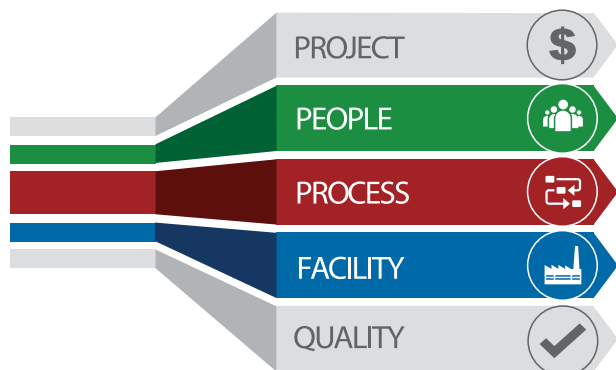 PROJECT
$
PEOPLE
PROCESS
FACILITY
QUALITY